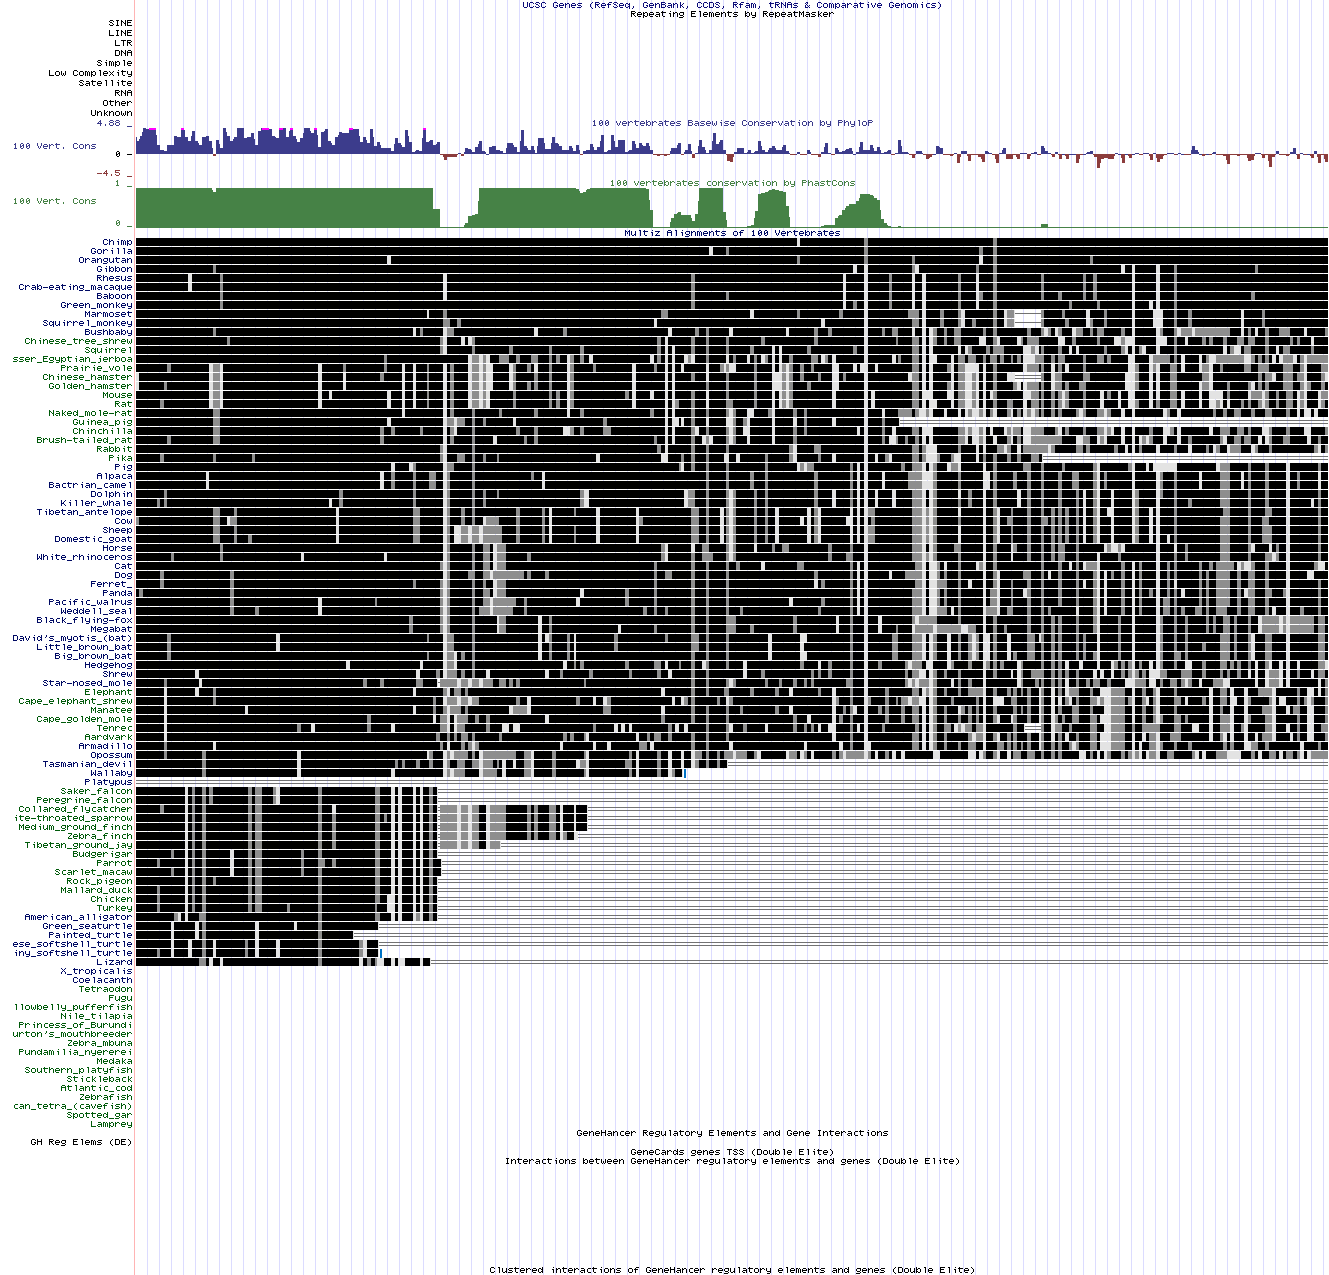 UCSC Genes (RefSeq, GenBank, CCDS, Rfam, tRNAs & Comparative Genomics)
Repeating Elements by RepeatMasker
SINE
LINE
LTR
DNA
Simple
Low Complexity
Satellite
RNA
Other
Unknown
4.88 _
100 vertebrates Basewise Conservation by PhyloP
100 Vert. Cons
0 _
-4.5 _
100 vertebrates conservation by PhastCons
1 _
100 Vert. Cons
0 _
Multiz Alignments of 100 Vertebrates
Chimp
Gorilla
Orangutan
Gibbon
Rhesus
Crab-eating_macaque
Baboon
Green_monkey
Marmoset
Squirrel_monkey
Bushbaby
Chinese_tree_shrew
Squirrel
sser_Egyptian_jerboa
Prairie_vole
Chinese_hamster
Golden_hamster
Mouse
Rat
Naked_mole-rat
Guinea_pig
Chinchilla
Brush-tailed_rat
Rabbit
Pika
Pig
Alpaca
Bactrian_camel
Dolphin
Killer_whale
Tibetan_antelope
Cow
Sheep
Domestic_goat
Horse
White_rhinoceros
Cat
Dog
Ferret_
Panda
Pacific_walrus
Weddell_seal
Black_flying-fox
Megabat
David's_myotis_(bat)
Little_brown_bat
Big_brown_bat
Hedgehog
Shrew
Star-nosed_mole
Elephant
Cape_elephant_shrew
Manatee
Cape_golden_mole
Tenrec
Aardvark
Armadillo
Opossum
Tasmanian_devil
Wallaby
Platypus
Saker_falcon
Peregrine_falcon
Collared_flycatcher
ite-throated_sparrow
Medium_ground_finch
Zebra_finch
Tibetan_ground_jay
Budgerigar
Parrot
Scarlet_macaw
Rock_pigeon
Mallard_duck
Chicken
Turkey
American_alligator
Green_seaturtle
Painted_turtle
ese_softshell_turtle
iny_softshell_turtle
Lizard
X_tropicalis
Coelacanth
Tetraodon
Fugu
llowbelly_pufferfish
Nile_tilapia
Princess_of_Burundi
urton's_mouthbreeder
Zebra_mbuna
Pundamilia_nyererei
Medaka
Southern_platyfish
Stickleback
Atlantic_cod
Zebrafish
can_tetra_(cavefish)
Spotted_gar
Lamprey
GeneHancer Regulatory Elements and Gene Interactions
GH Reg Elems (DE)
GeneCards genes TSS (Double Elite)
Interactions between GeneHancer regulatory elements and genes (Double Elite)
Clustered interactions of GeneHancer regulatory elements and genes (Double Elite)